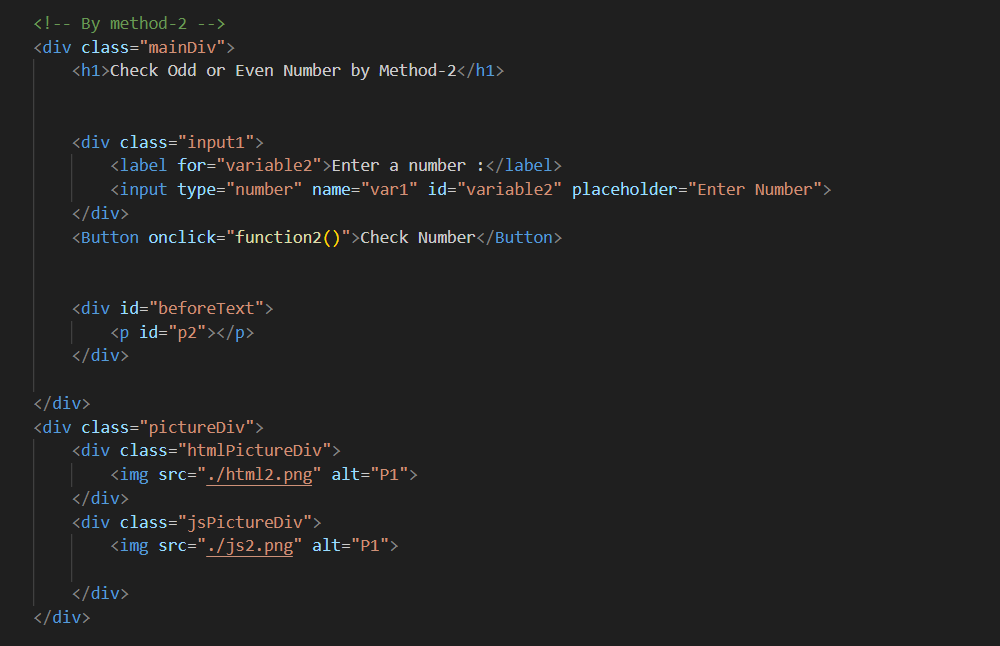 <!-- By method-2 -->
<div class="mainDiv">
    <h1>Check Odd or Even Number by Method-2</h1>
    <div class="input1">
        <label for="variable2">Enter a number :</label>
        <input type="number" name="var1" id="variable2" placeholder="Enter Number">
    </div>
    <Button onclick="function2()">Check Number</Button>
    <div id="beforeText">
        <p id="p2"></p>
    </div>
</div>
<div class="pictureDiv">
    <div class="htmlPictureDiv">
        <img src="./html2.png" alt="P1">
    </div>
    <div class="jsPictureDiv">
        <img src="./js2.png" alt="P1">
    </div>
</div>